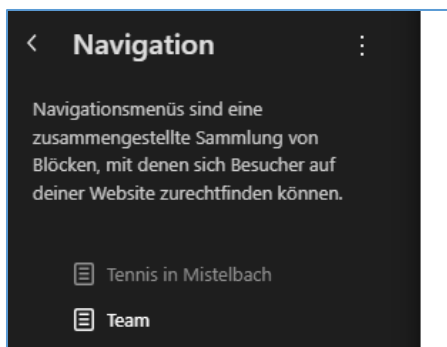 Navigation
Navigationsmenüs sind eine
zusammengestellte Sammlung von
Blöcken, mit denen sich Besucher auf
deiner Website zurechtfinden können.
Tennis in Mistelbach
Team